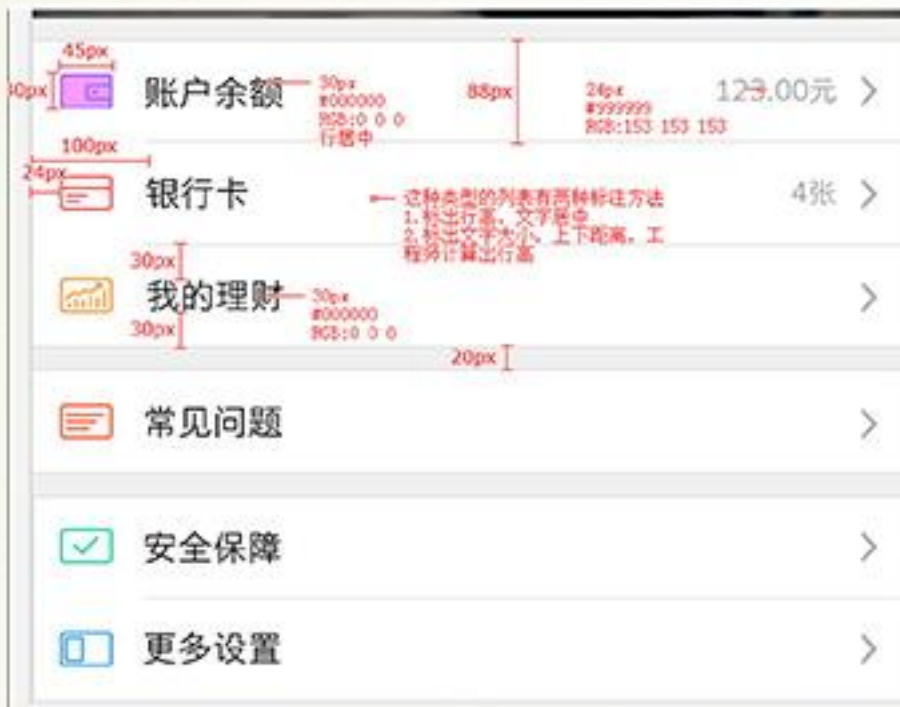 45px
账户余额
30px
#000000
RGB:0 0 0
行居中
88px
24px
#999999
RGB:153 153 153
123.00元
100px
24px
银行卡
这种类型的列表有两种标注方法
1.标出行高，文字居中
2.标出文字大小，上下距离，工
程师计算出行高
4张
30px
我的理财
30px
#000000
RGB:0 0 0
30px
20px
常见问题
安全保障
更多设置